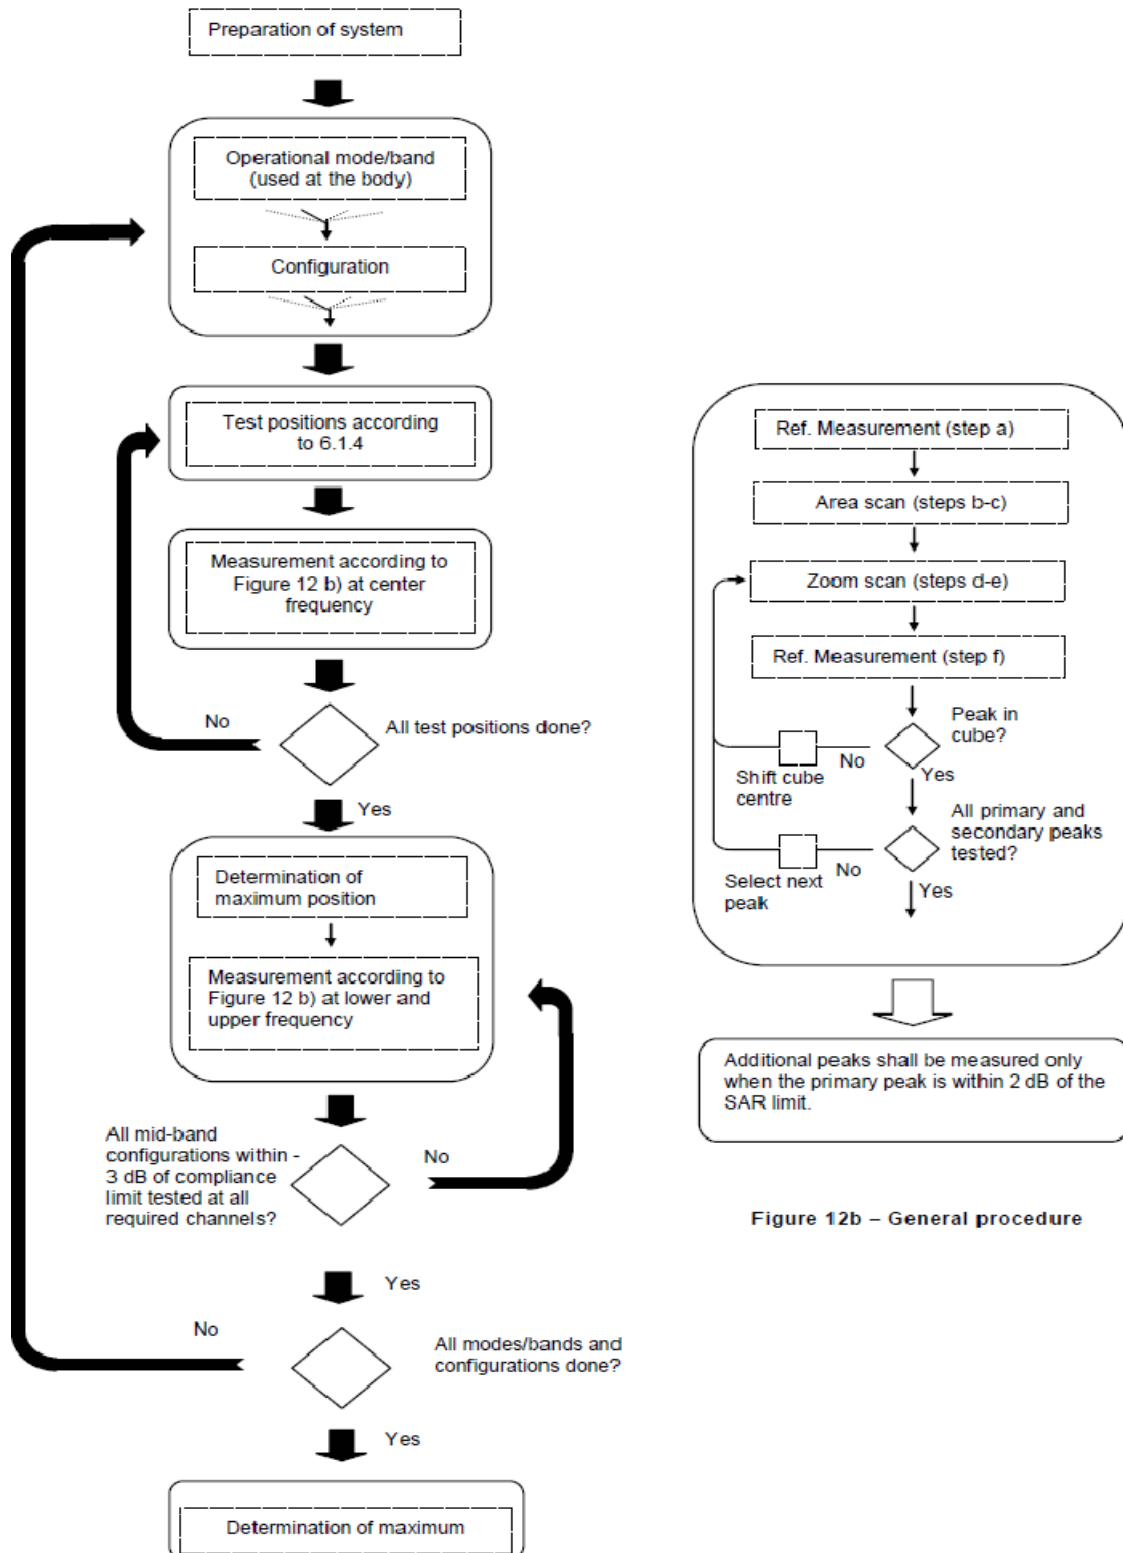 Preparation of system
Operational mode/band
(used at the body)
Configuration
Test positions according
to 6.1.4
Measurement according to
Figure 12 b) at center
frequency
No
All test positions done?
Yes
Determination of
maximum position
Measurement according to
Figure 12 b) at lower and
upper frequency
All mid-band
configurations within -
3 dB of compliance
limit tested at all
required channels?
No
Yes
No
All modes/bands and
configurations done?
Yes
Determination of maximum
Ref. Measurement (step a)
Area scan (steps b-c)
Zoom scan (steps d-e)
Ref. Measurement (step f)
Peak in
cube?
No
Shift cube
centre
Yes
All primary and
secondary peaks
tested?
No
Select next
peak
Yes
Additional peaks shall be measured only
when the primary peak is within 2 dB of the
SAR limit.
Figure 12b – General procedure